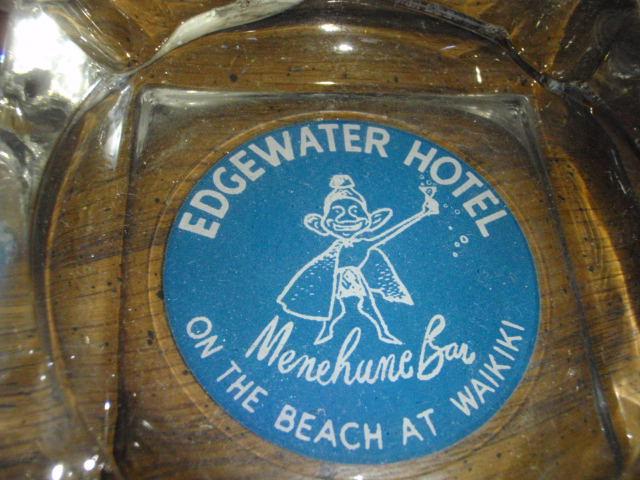 EDGEWATER HOTEL
Menehune Bar
ON THE BEACH AT WAIKIKI